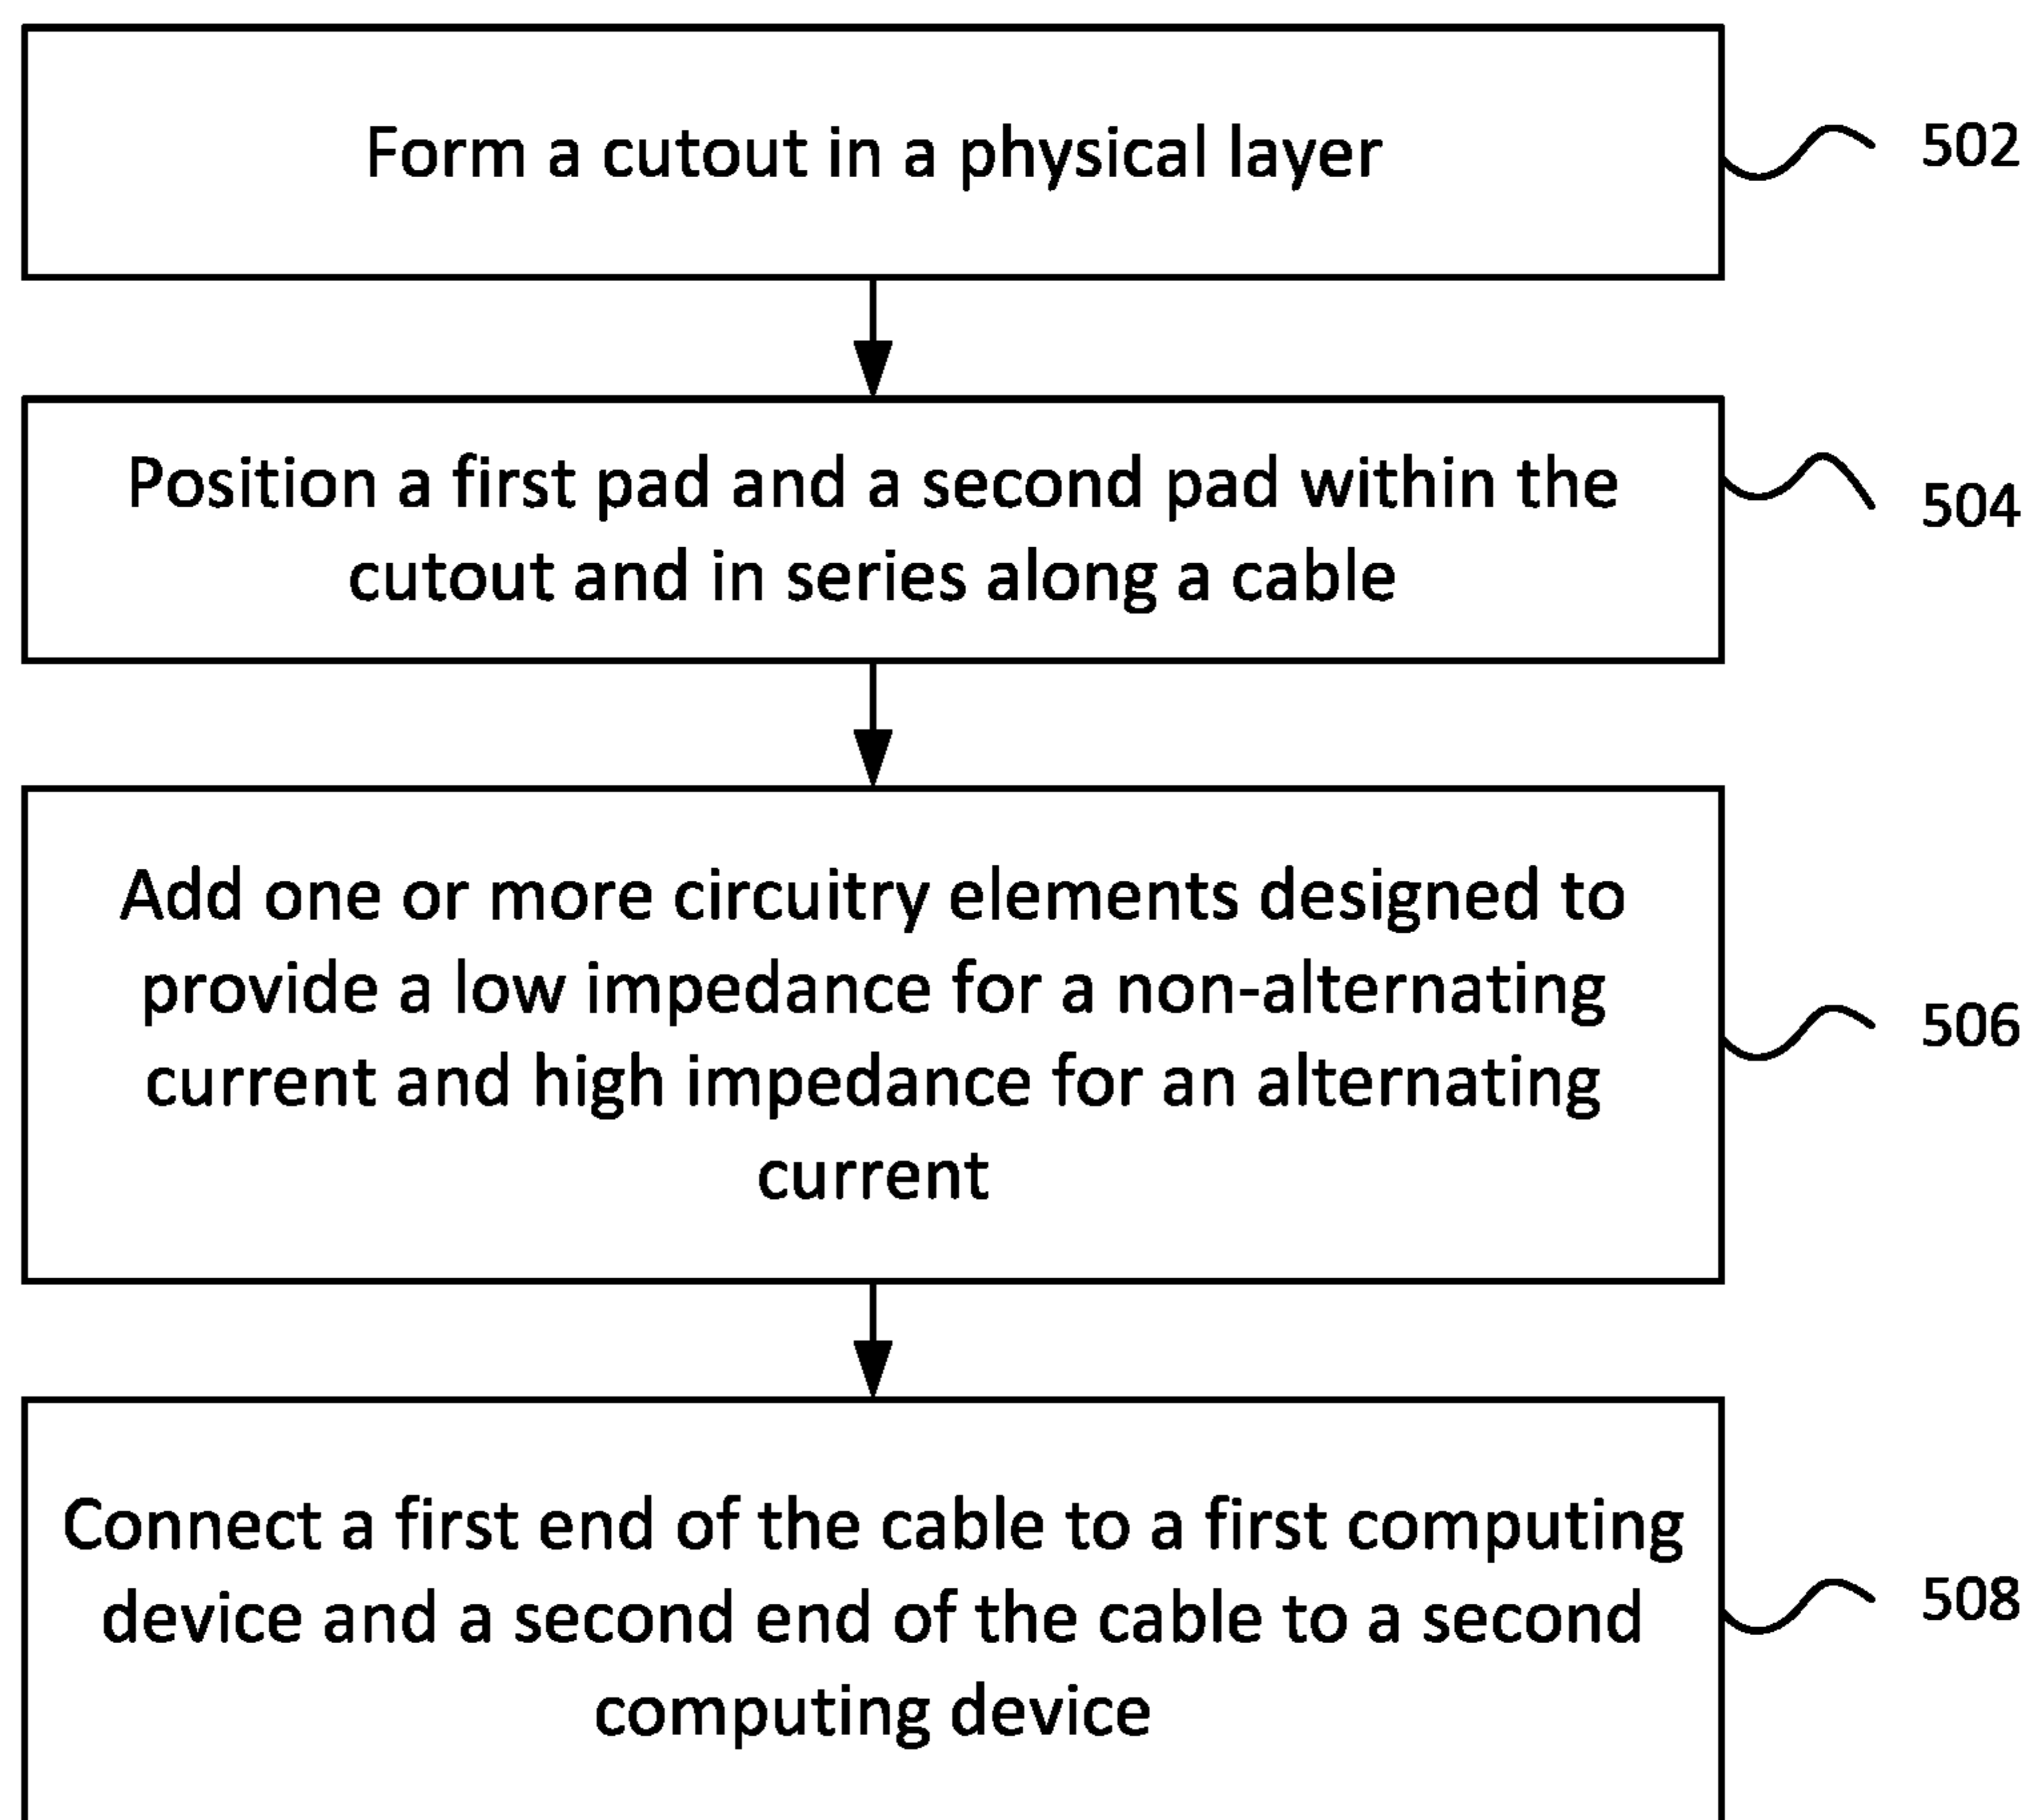 Form a cutout in a physical layer
502
Position a first pad and a second pad within the
cutout and in series along a cable
504
Add one or more circuitry elements designed to
provide a low impedance for a non-alternating
current and high impedance for an alternating
current
506
Connect a first end of the cable to a first computing
device and a second end of the cable to a second
computing device
508